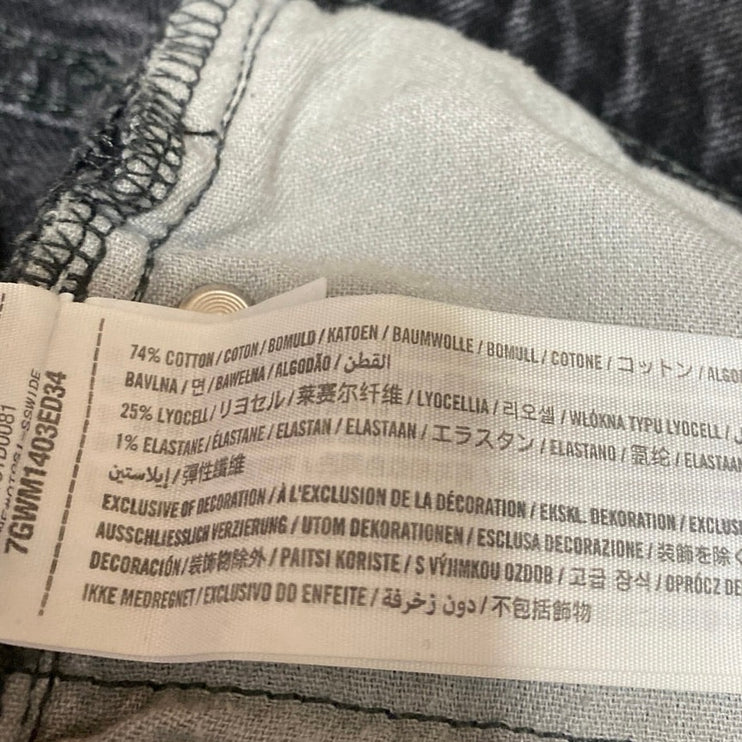 74% COTTON / COTON / BOMULD / KATOEN / BAUMWOLLE / BOMULL / COTONE / コットン / ALGO
BAVLNA / 면 / BAWEŁNA / ALGODÃO / القطن
25% LYOCELL / リヨセル / 莱赛尔纤维 / LYOCELLIA / 리오셀 / WŁÓKNA TYPU LYOCELL /
1% ELASTANE / ÉLASTANE / ELASTAN / ELASTAAN / エラスタン / ELASTANO / 氨纶 / ELASTAAN
إيلاستين / 弹性纖維
EXCLUSIVE OF DECORATION / À L'EXCLUSION DE LA DÉCORATION / EKSKL. DEKORATION / EXCLUSI
AUSSCHLIESSLICH VERZIERUNG / UTOM DEKORATIONEN / ESCLUSA DECORAZIONE / 装飾を除く
DECORACIÓN / 装饰物除外 / PAITSI KORISTE / S VÝJIMKOU OZDOB / 고급 장식 / OPRÓCZ DE
IKKE MEDREGNET / EXCLUSIVO DO ENFEITE / دون زخرفة / 不包括飾物
7GWM1403ED34